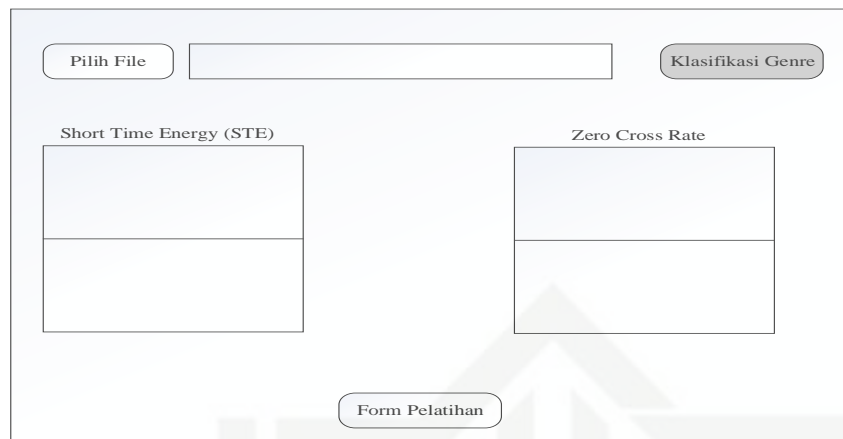 Pilih File
Klasifikasi Genre
Short Time Energy (STE)
Zero Cross Rate
Form Pelatihan